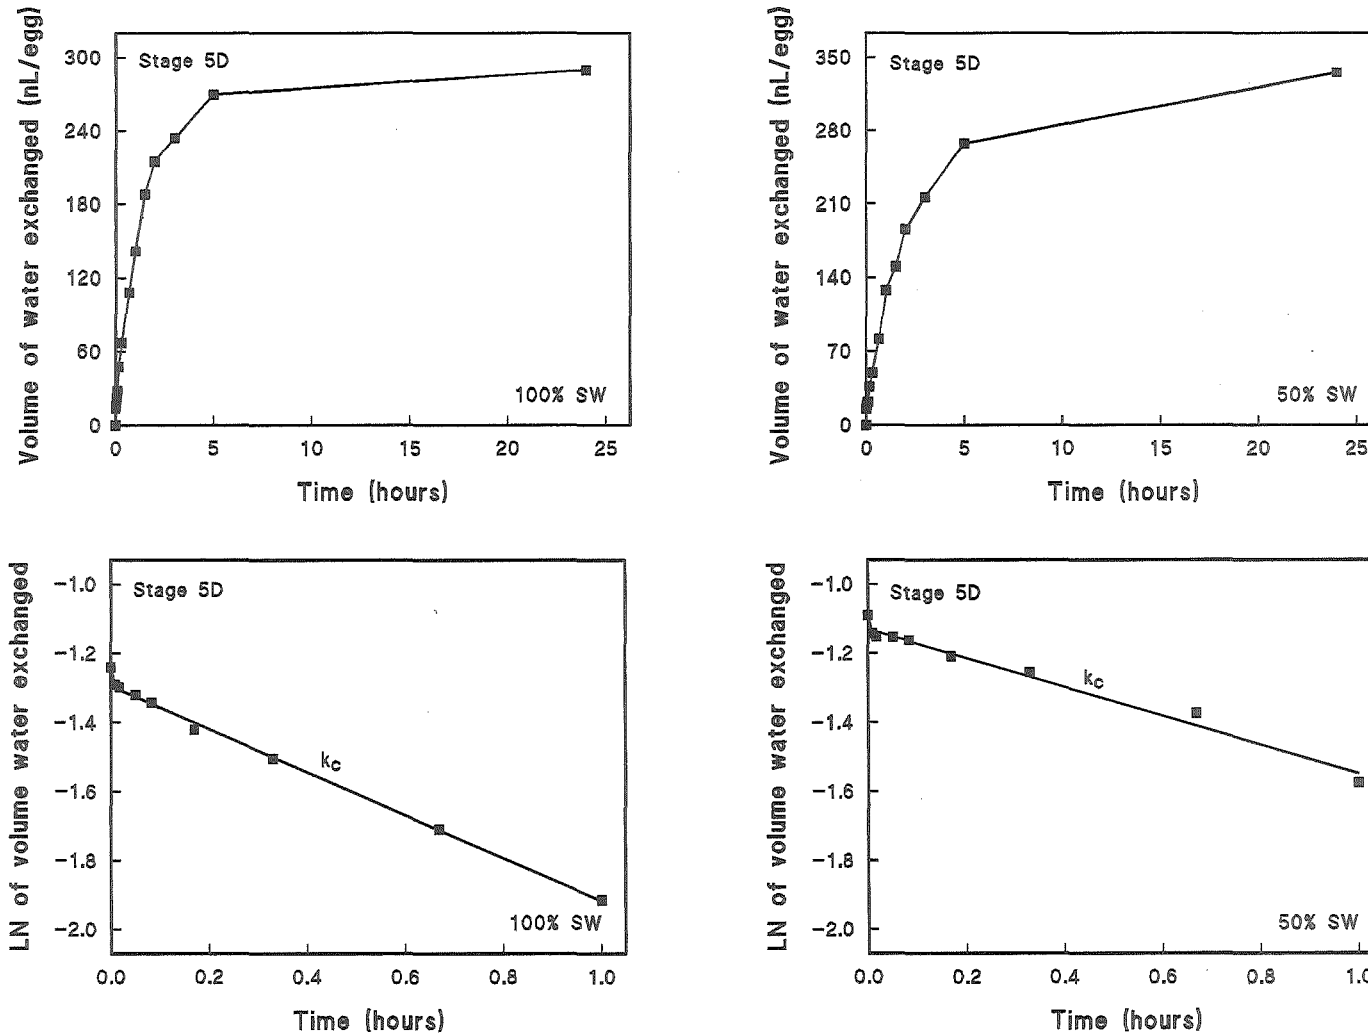 Volume of water exchanged (nL/egg)
300
240
180
120
60
0
Stage 5D
100% SW
0 5 10 15 20 25
Time (hours)
Volume of water exchanged (nL/egg)
350
280
210
140
70
0
Stage 5D
50% SW
0 5 10 15 20 25
Time (hours)
LN of volume water exchanged
-1.0
-1.2
-1.4
-1.6
-1.8
-2.0
Stage 5D
kc
100% SW
0.0 0.2 0.4 0.6 0.8 1.0
Time (hours)
LN of volume water exchanged
-1.0
-1.2
-1.4
-1.6
-1.8
-2.0
Stage 5D
kc
50% SW
0.0 0.2 0.4 0.6 0.8 1.0
Time (hours)